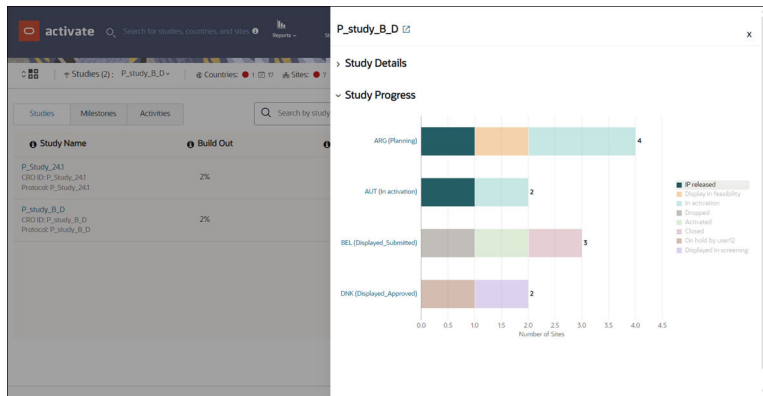 activate
Search for studies, countries, and sites
Reports
P_study_B_D
x
Studies (2) : P_study_B_D
Countries: 1 17
Sites: 7
Study Details
Study Progress
Studies
Milestones
Activities
Search by study
Study Name
Build Out
P_Study_24.1
CRO ID: P_Study_24.1
Protocol: P_Study_24.1
2%
P_study_B_D
CRO ID: P_study_B_D
Protocol: P_study_B_D
2%
ARG (Planning)
4
AUT (In activation)
2
BEL (Displayed_Submitted)
3
DNK (Displayed_Approved)
2
0.0 0.5 1.0 1.5 2.0 2.5 3.0 3.5 4.0 4.5
Number of Sites
IP released
Display in feasibility
In activation
Dropped
Activated
Closed
On hold by user12
Displayed in screening